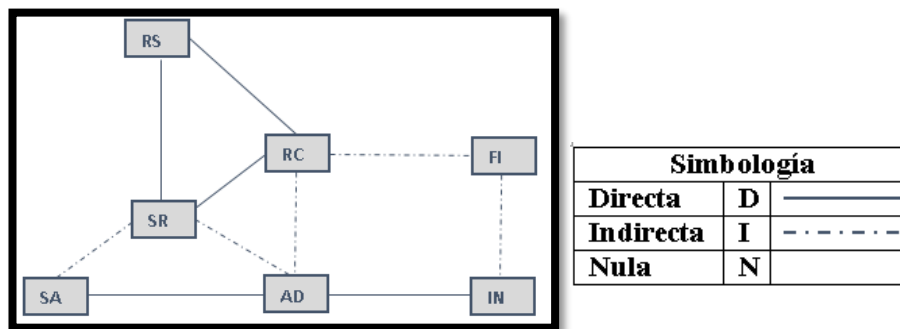 RS
RC
FI
SR
SA
AD
IN
Simbología
Directa D
Indirecta I
Nula N